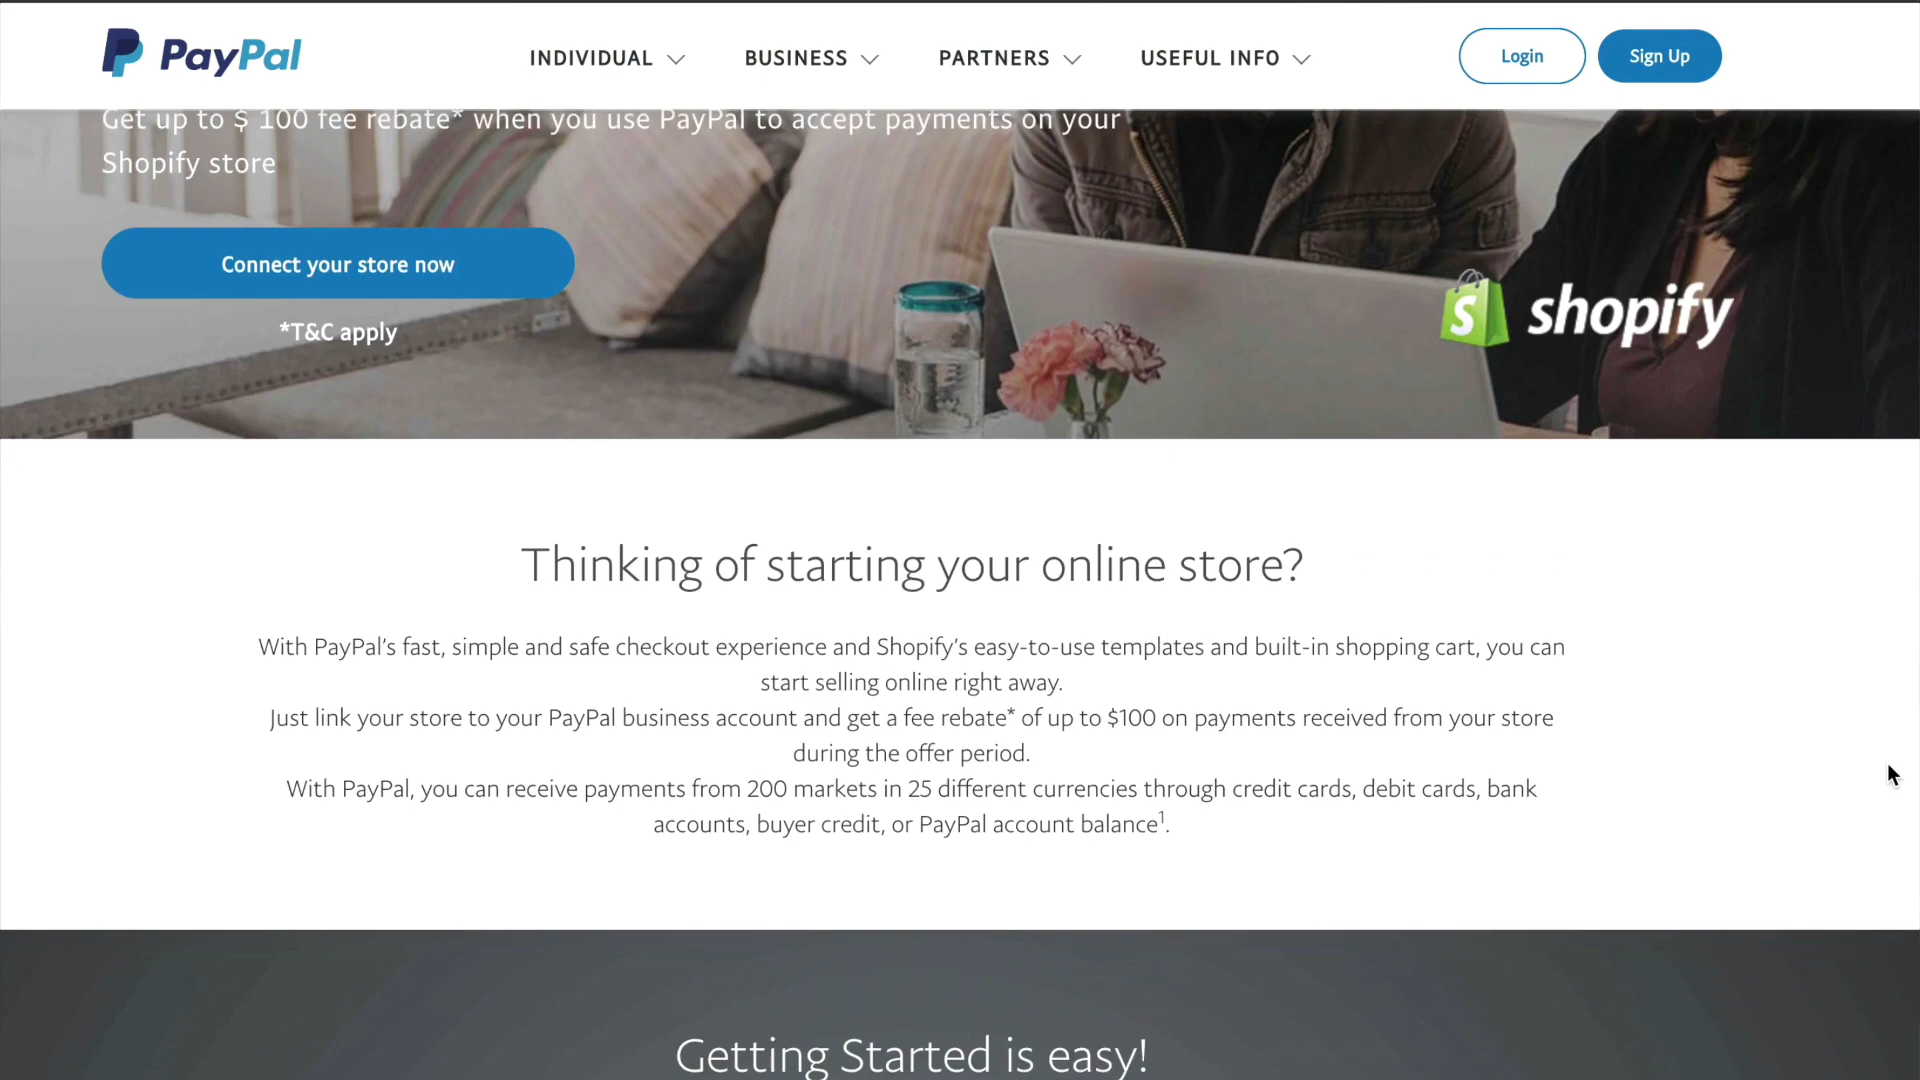 PayPal
INDIVIDUAL
BUSINESS
PARTNERS
USEFUL INFO
Login
Sign Up
Get up to $ 100 fee rebate* when you use PayPal to accept payments on your
Shopify store
Connect your store now
*T&C apply
shopify
Thinking of starting your online store?
With PayPal’s fast, simple and safe checkout experience and Shopify’s easy-to-use templates and built-in shopping cart, you can
start selling online right away.
Just link your store to your PayPal business account and get a fee rebate* of up to $100 on payments received from your store
during the offer period.
With PayPal, you can receive payments from 200 markets in 25 different currencies through credit cards, debit cards, bank
accounts, buyer credit, or PayPal account balance¹.
Getting Started is easy!